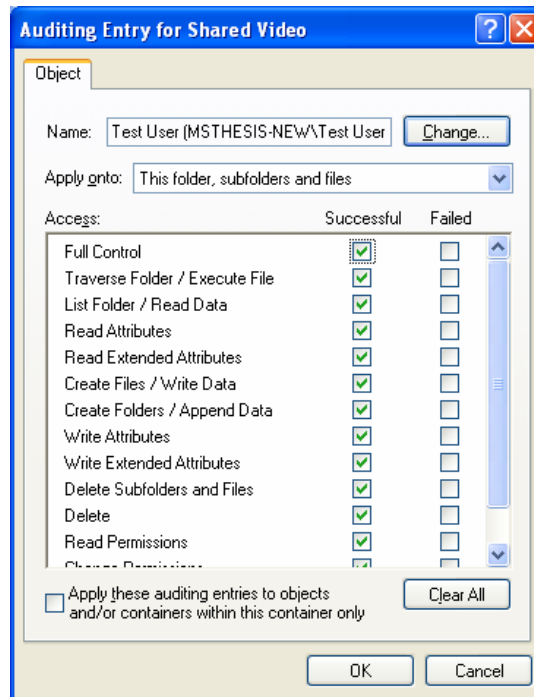 Auditing Entry for Shared Video
Object
Name: Test User (MSTHESIS-NEW\Test User Change...
Apply onto: This folder, subfolders and files
Access: Successful Failed
Full Control
Traverse Folder / Execute File
List Folder / Read Data
Read Attributes
Read Extended Attributes
Create Files / Write Data
Create Folders / Append Data
Write Attributes
Write Extended Attributes
Delete Subfolders and Files
Delete
Read Permissions
Change Permissions
Apply these auditing entries to objects
and/or containers within this container only
Clear All
OK Cancel